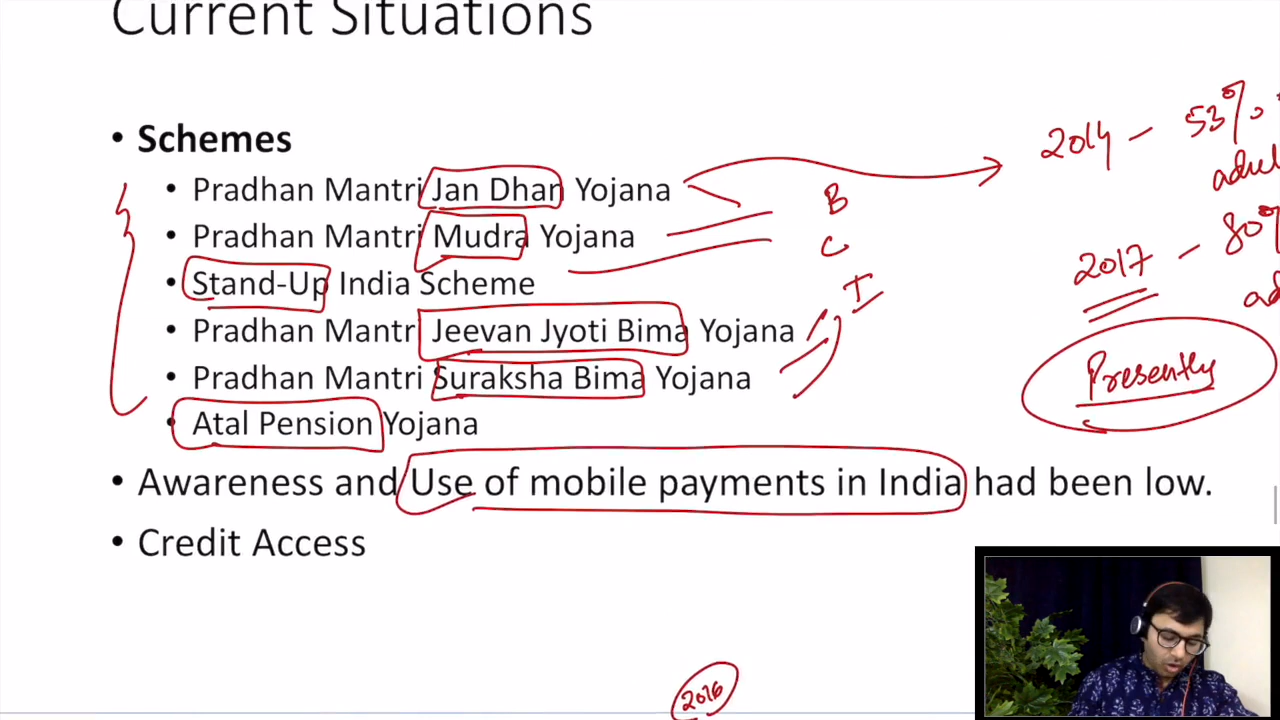 Current Situations
• Schemes
• Pradhan Mantri Jan Dhan Yojana
• Pradhan Mantri Mudra Yojana
• Stand-Up India Scheme
• Pradhan Mantri Jeevan Jyoti Bima Yojana
• Pradhan Mantri Suraksha Bima Yojana
• Atal Pension Yojana
• Awareness and Use of mobile payments in India had been low.
• Credit Access
2014 - 53%
B
C
I
2017 - 80%
Presently
2016